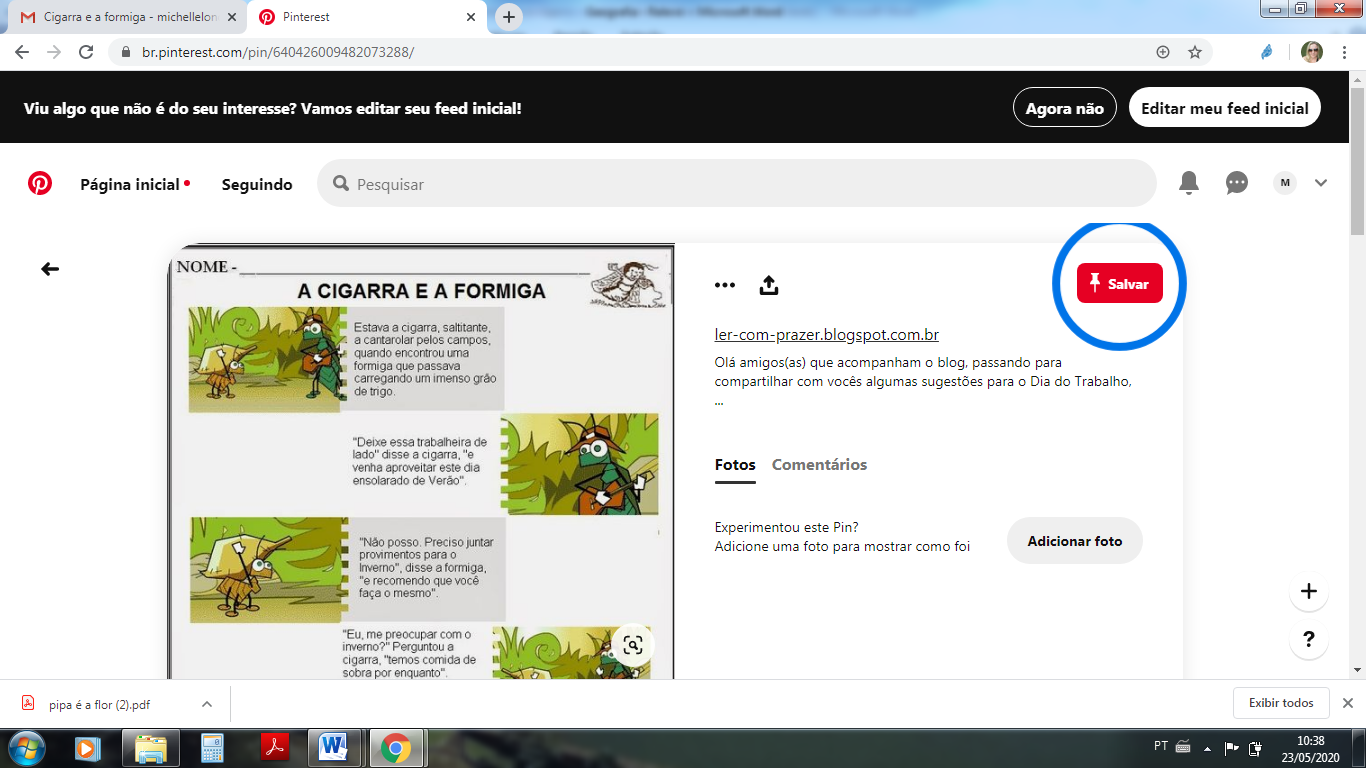 Cigarra e a formiga - michellelon
Pinterest
br.pinterest.com/pin/640426009482073288/
Viu algo que não é do seu interesse? Vamos editar seu feed inicial!
Agora não
Editar meu feed inicial
Página inicial
Seguindo
Pesquisar
M
NOME - ____________________
A CIGARRA E A FORMIGA
Estava a cigarra, saltitante,
a cantarolar pelos campos,
quando encontrou uma
formiga que passava
carregando um imenso grão
de trigo.
"Deixe essa trabalheira de
lado" disse a cigarra, "e
venha aproveitar este dia
ensolarado de Verão".
"Não posso. Preciso juntar
provimentos para o
Inverno", disse a formiga,
"e recomendo que você
faça o mesmo".
"Eu, me preocupar com o
inverno?" Perguntou a
cigarra, "temos comida de
sobra por enquanto".
Salvar
ler-com-prazer.blogspot.com.br
Olá amigos(as) que acompanham o blog, passando para
compartilhar com vocês algumas sugestões para o Dia do Trabalho,
...
Fotos
Comentários
Experimentou este Pin?
Adicione uma foto para mostrar como foi
Adicionar foto
+
?
pipa é a flor (2).pdf
Exibir todos
PT
10:38
23/05/2020